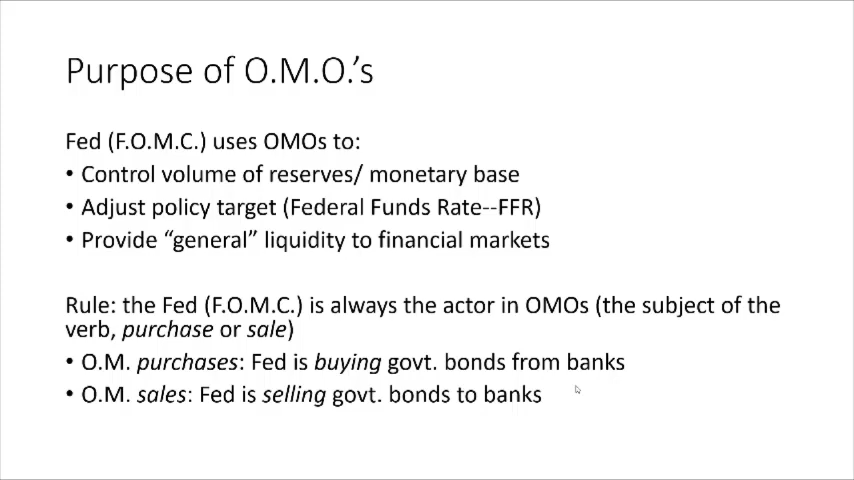 Purpose of O.M.O.'s
Fed (F.O.M.C.) uses OMOs to:
• Control volume of reserves/ monetary base
• Adjust policy target (Federal Funds Rate--FFR)
• Provide “general” liquidity to financial markets
Rule: the Fed (F.O.M.C.) is always the actor in OMOs (the subject of the
verb, purchase or sale)
• O.M. purchases: Fed is buying govt. bonds from banks
• O.M. sales: Fed is selling govt. bonds to banks